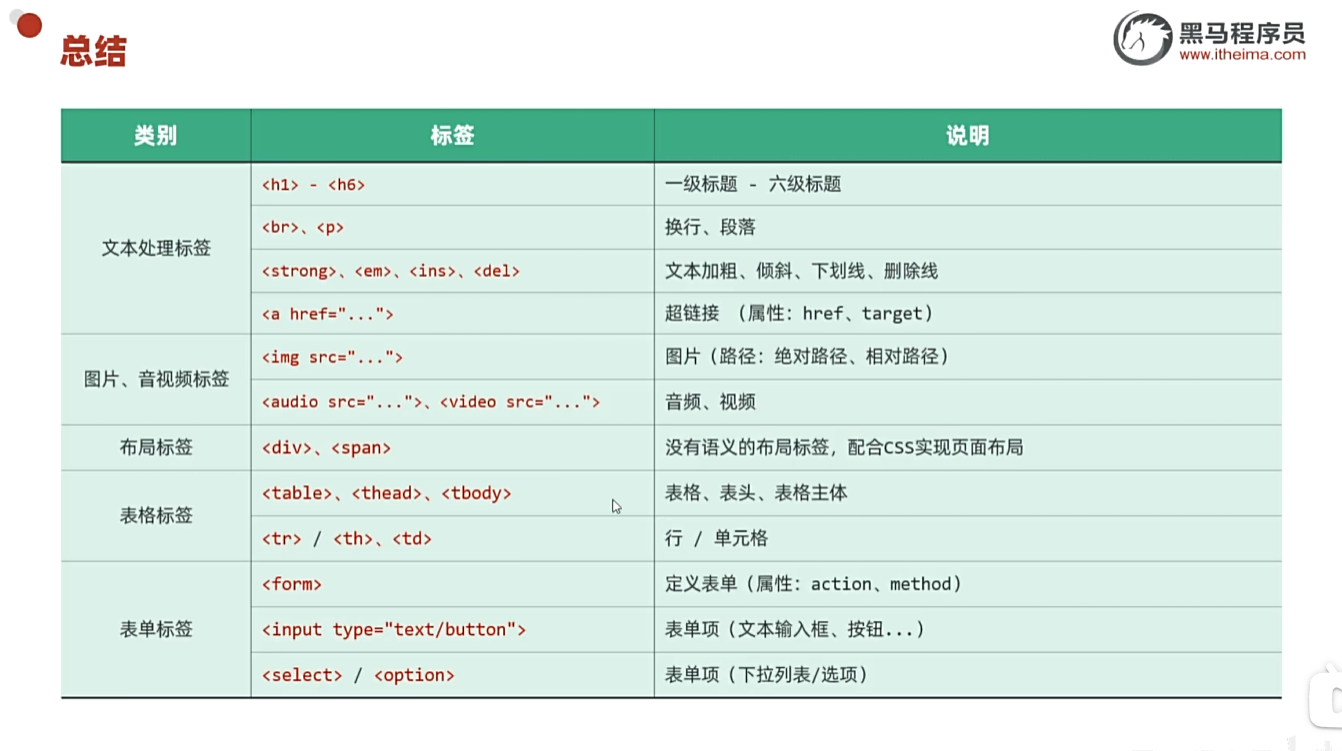 总结
黑马程序员
www.itheima.com
类别 标签 说明
文本处理标签
<h1> - <h6> 一级标题 - 六级标题
<br>、<p> 换行、段落
<strong>、<em>、<ins>、<del> 文本加粗、倾斜、下划线、删除线
<a href="..."> 超链接 （属性：href、target）
图片、音视频标签
<img src="..."> 图片（路径：绝对路径、相对路径）
<audio src="...">、<video src="..."> 音频、视频
布局标签 <div>、<span> 没有语义的布局标签，配合CSS实现页面布局
表格标签
<table>、<thead>、<tbody> 表格、表头、表格主体
<tr> / <th>、<td> 行 / 单元格
表单标签
<form> 定义表单（属性：action、method）
<input type="text/button"> 表单项（文本输入框、按钮...）
<select> / <option> 表单项（下拉列表/选项）